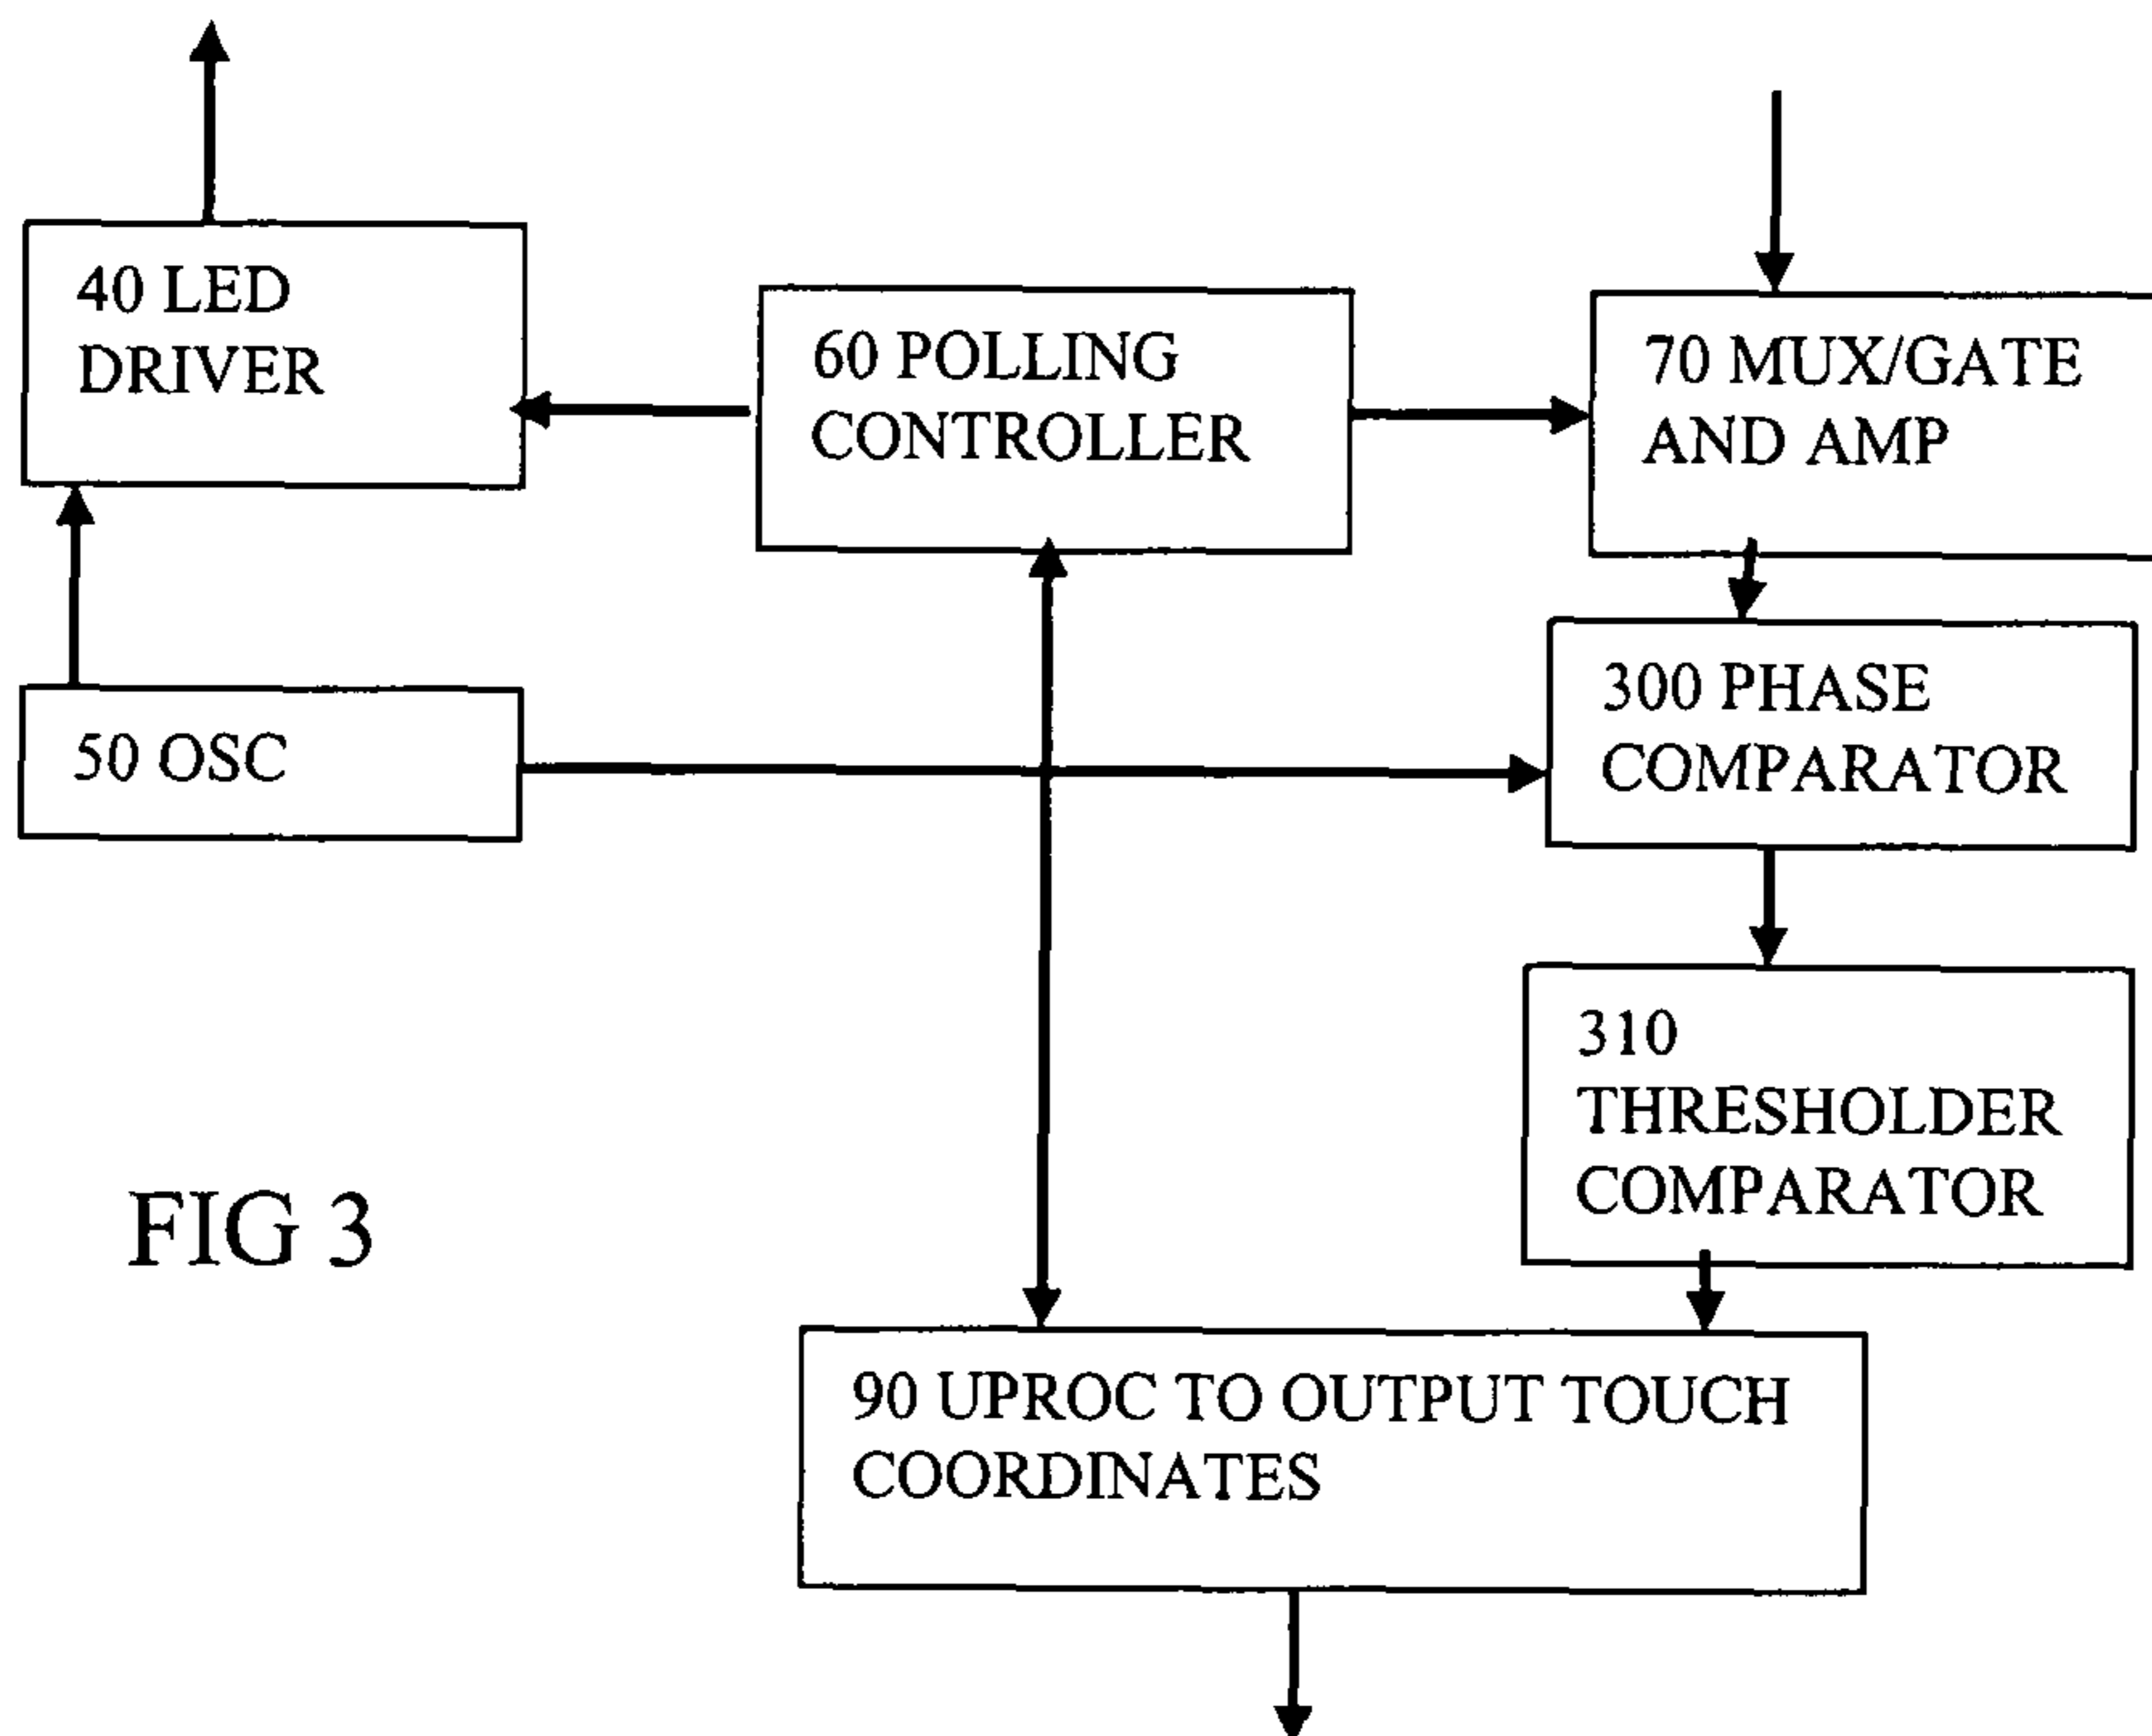 40 LED
DRIVER
60 POLLING
CONTROLLER
70 MUX/GATE
AND AMP
50 OSC
300 PHASE
COMPARATOR
310
THRESHOLDER
COMPARATOR
FIG 3
90 UPROC TO OUTPUT TOUCH
COORDINATES